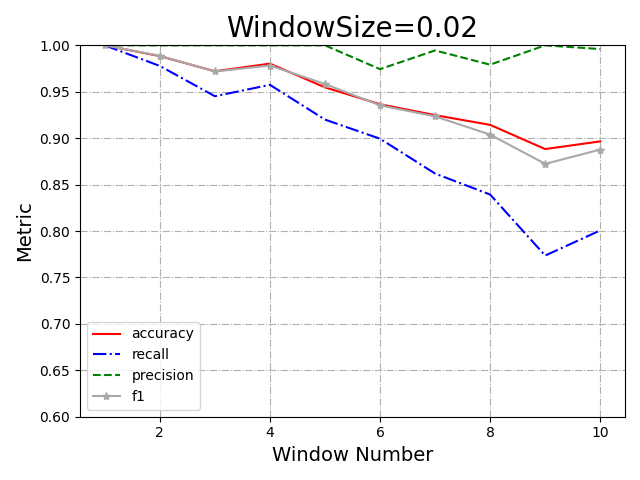 WindowSize=0.02
1.00
0.95
0.90
0.85
0.80
0.75
0.70
0.65
0.60
Metric
accuracy
recall
precision
f1
2 4 6 8 10
Window Number